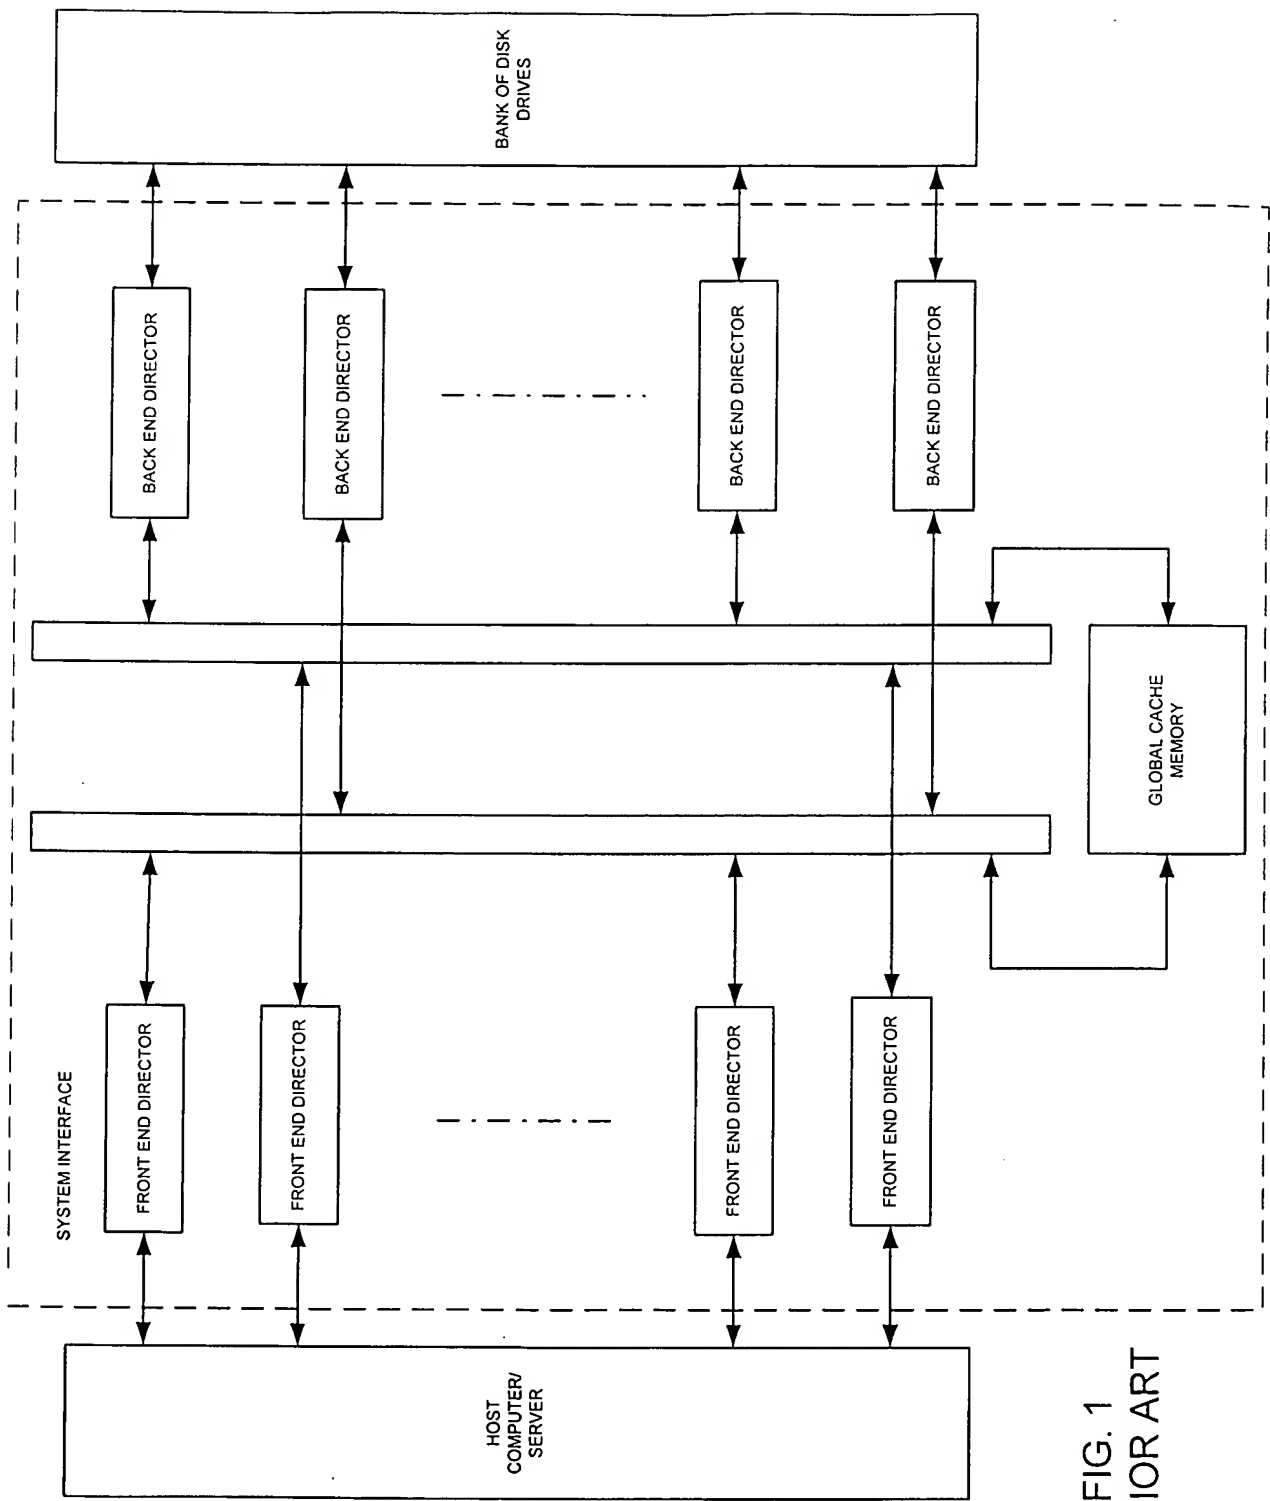 SYSTEM INTERFACE
HOST
COMPUTER/
SERVER
FRONT END DIRECTOR
FRONT END DIRECTOR
FRONT END DIRECTOR
FRONT END DIRECTOR
BACK END DIRECTOR
BACK END DIRECTOR
BACK END DIRECTOR
BACK END DIRECTOR
BANK OF DISK
DRIVES
GLOBAL CACHE
MEMORY
FIG. 1
IOR ART